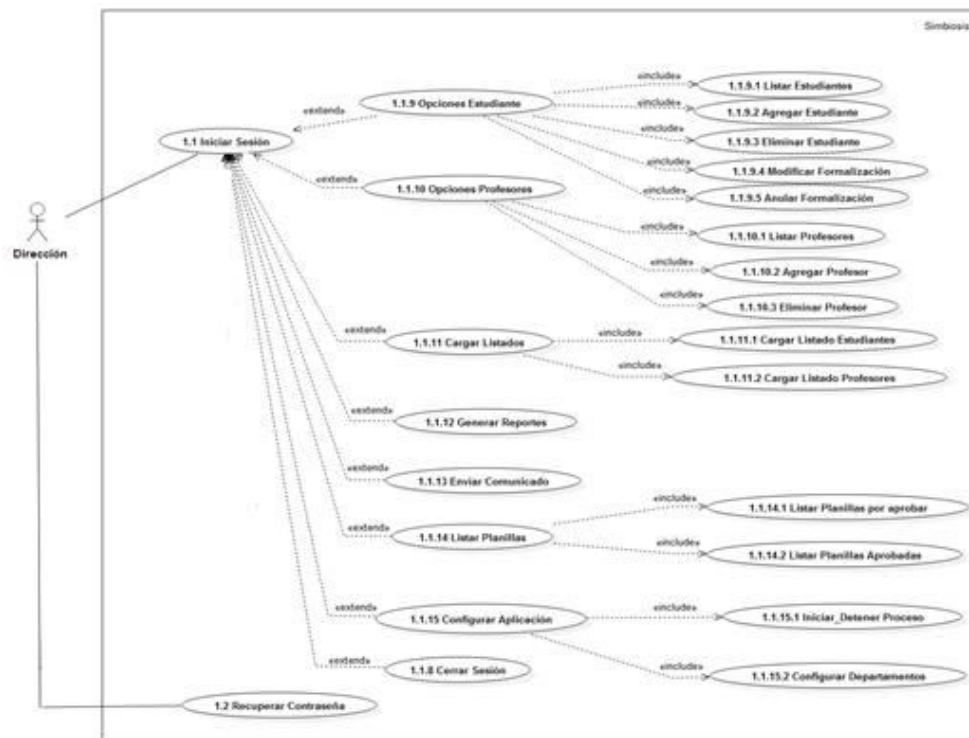 Simbiosis
«include»
1.1.9.1 Listar Estudiantes
1.1.9 Opciones Estudiante
«include»
1.1.9.2 Agregar Estudiante
«extend»
«include»
1.1.9.3 Eliminar Estudiante
1.1 Iniciar Sesión
«include»
1.1.9.4 Modificar Formalización
«extend»
1.1.10 Opciones Profesores
«include»
1.1.9.5 Anular Formalización
«include»
1.1.10.1 Listar Profesores
Dirección
«include»
1.1.10.2 Agregar Profesor
«include»
1.1.10.3 Eliminar Profesor
«extend»
1.1.11 Cargar Listados
«include»
1.1.11.1 Cargar Listado Estudiantes
«include»
1.1.11.2 Cargar Listado Profesores
«extend»
1.1.12 Generar Reportes
«extend»
1.1.13 Enviar Comunicado
«include»
1.1.14.1 Listar Planillas por aprobar
«extend»
1.1.14 Listar Planillas
«include»
1.1.14.2 Listar Planillas Aprobadas
«extend»
1.1.15 Configurar Aplicación
«include»
1.1.15.1 Iniciar_Detener Proceso
«extend»
1.1.8 Cerrar Sesión
«include»
1.1.15.2 Configurar Departamentos
1.2 Recuperar Contraseña